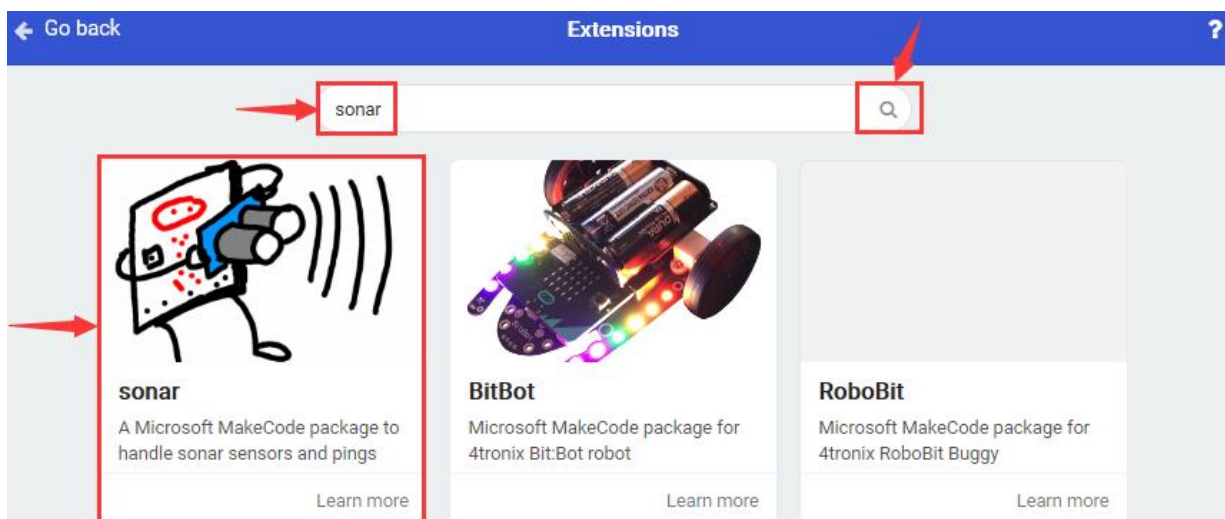 Go back
Extensions
?
sonar
sonar
A Microsoft MakeCode package to
handle sonar sensors and pings
Learn more
BitBot
Microsoft MakeCode package for
4tronix Bit:Bot robot
Learn more
RoboBit
Microsoft MakeCode package for
4tronix RoboBit Buggy
Learn more